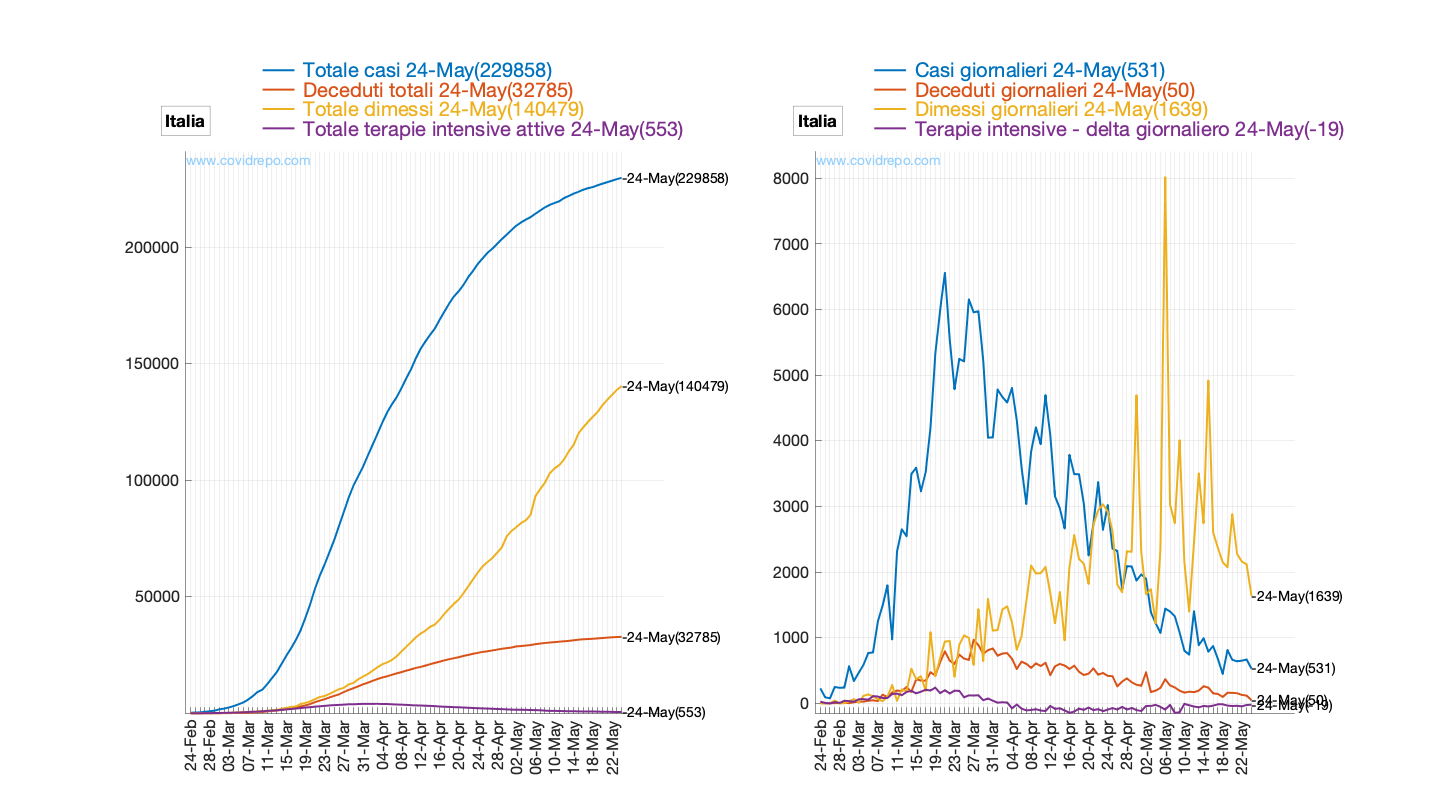 Totale casi 24-May(229858)
Deceduti totali 24-May(32785)
Totale dimessi 24-May(140479)
Totale terapie intensive attive 24-May(553)
Italia
www.covidrepo.com
200000
150000
100000
50000
-24-May(229858)
-24-May(140479)
-24-May(32785)
-24-May(553)
24-Feb
28-Feb
03-Mar
07-Mar
11-Mar
15-Mar
19-Mar
23-Mar
27-Mar
31-Mar
04-Apr
08-Apr
12-Apr
16-Apr
20-Apr
24-Apr
28-Apr
02-May
06-May
10-May
14-May
18-May
22-May
Casi giornalieri 24-May(531)
Deceduti giornalieri 24-May(50)
Dimessi giornalieri 24-May(1639)
Terapie intensive - delta giornaliero 24-May(-19)
Italia
www.covidrepo.com
8000
7000
6000
5000
4000
3000
2000
1000
0
-24-May(1639)
-24-May(531)
-24-May(50)
-24-May(-19)
24-Feb
28-Feb
03-Mar
07-Mar
11-Mar
15-Mar
19-Mar
23-Mar
27-Mar
31-Mar
04-Apr
08-Apr
12-Apr
16-Apr
20-Apr
24-Apr
28-Apr
02-May
06-May
10-May
14-May
18-May
22-May